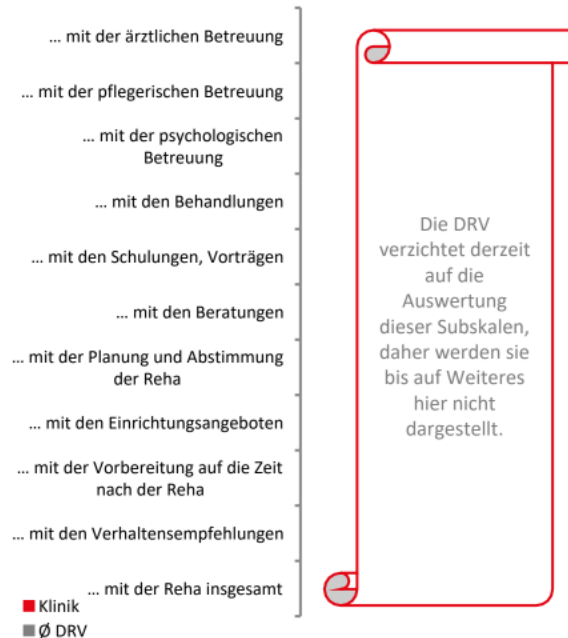 ... mit der ärztlichen Betreuung
... mit der pflegerischen Betreuung
... mit der psychologischen
Betreuung
... mit den Behandlungen
... mit den Schulungen, Vorträgen
... mit den Beratungen
... mit der Planung und Abstimmung
der Reha
... mit den Einrichtungsangeboten
... mit der Vorbereitung auf die Zeit
nach der Reha
... mit den Verhaltensempfehlungen
... mit der Reha insgesamt
Klinik
Ø DRV
Die DRV
verzichtet derzeit
auf die
Auswertung
dieser Subskalen,
daher werden sie
bis auf Weiteres
hier nicht
dargestellt.